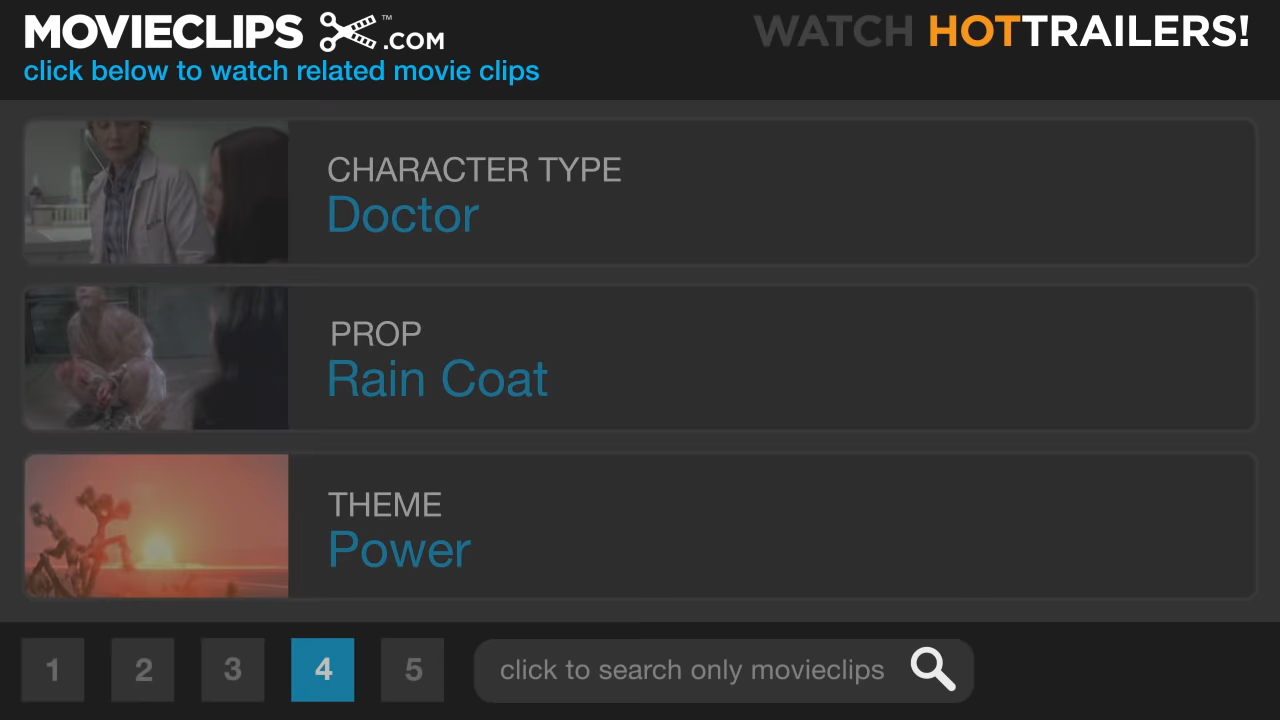 MOVIECLIPS ™ .COM
WATCH HOTTRAILERS!
click below to watch related movie clips
CHARACTER TYPE
Doctor
PROP
Rain Coat
THEME
Power
1 2 3 4 5
click to search only movieclips